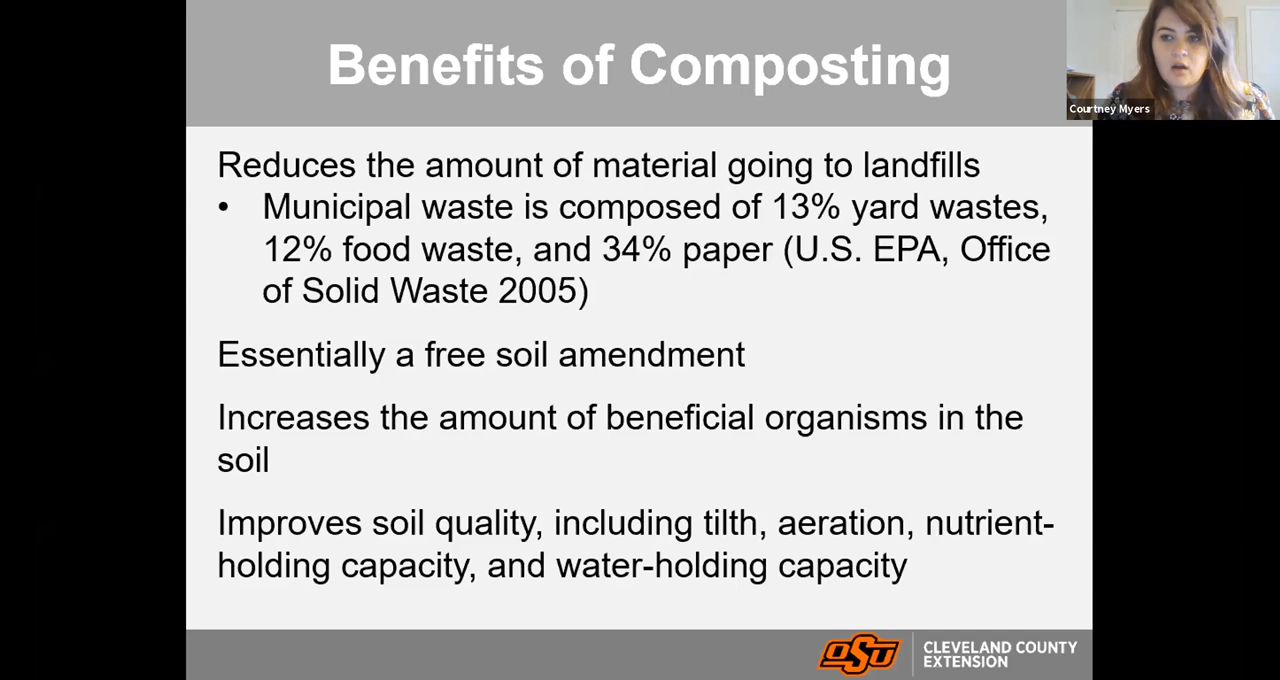 Benefits of Composting
Courtney Myers
Reduces the amount of material going to landfills
• Municipal waste is composed of 13% yard wastes,
12% food waste, and 34% paper (U.S. EPA, Office
of Solid Waste 2005)
Essentially a free soil amendment
Increases the amount of beneficial organisms in the
soil
Improves soil quality, including tilth, aeration, nutrient-
holding capacity, and water-holding capacity
OSU
CLEVELAND COUNTY
EXTENSION